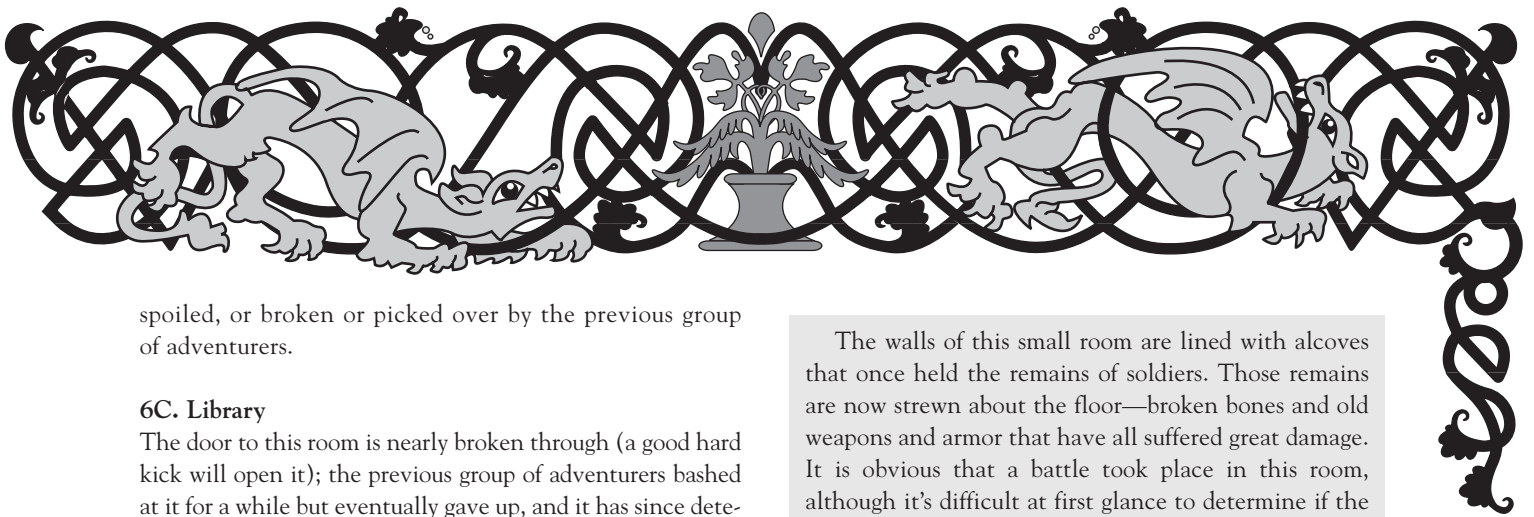 spoiled, or broken or picked over by the previous group
of adventurers.
6C. Library
The door to this room is nearly broken through (a good hard
kick will open it); the previous group of adventurers bashed
at it for a while but eventually gave up, and it has since dete-
The walls of this small room are lined with alcoves
that once held the remains of soldiers. Those remains
are now strewn about the floor—broken bones and old
weapons and armor that have all suffered great damage.
It is obvious that a battle took place in this room,
although it's difficult at first glance to determine if the